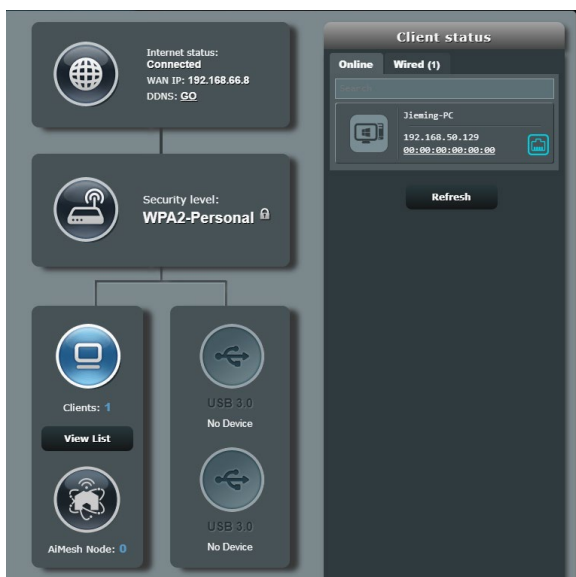 Internet status:
Connected
WAN IP: 192.168.66.8
DDNS: GO
Security level:
WPA2-Personal
Clients: 1
View List
AiMesh Node: 0
USB 3.0
No Device
USB 3.0
No Device
Client status
Online
Wired (1)
Search
Jieming-PC
192.168.50.129
00:00:00:00:00:00
Refresh